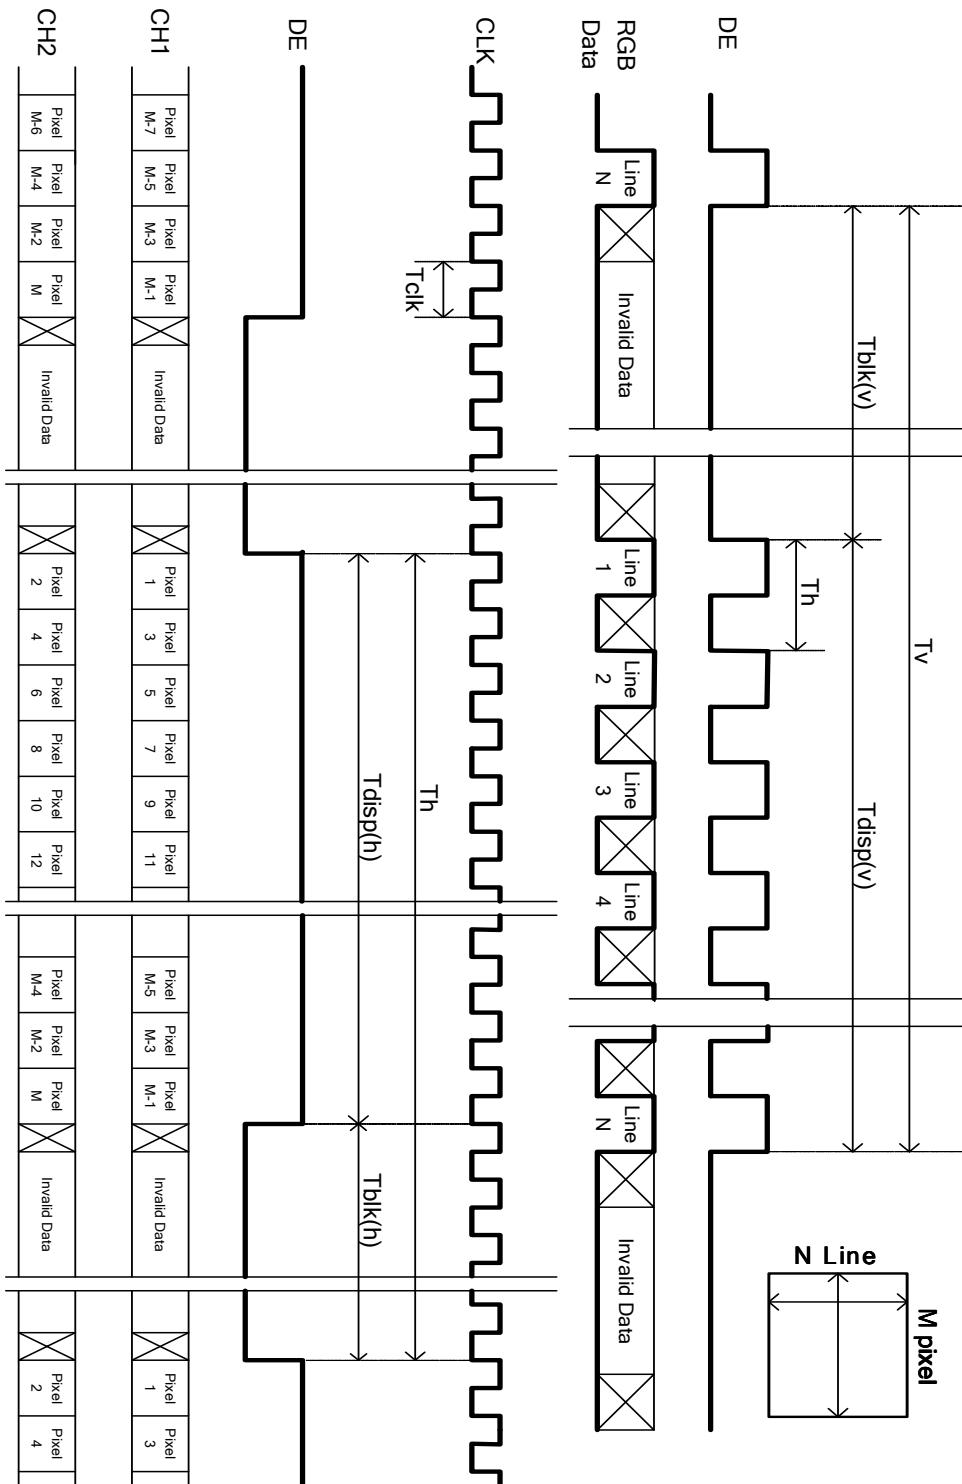 DE
Tv
Tblk(v)
Tdisp(v)
Th
RGB
Data
Line
N
Invalid Data
Line
1
Line
2
Line
3
Line
4
Line
N
Invalid Data
N Line
M pixel
CLK
Tclk
Th
Tdisp(h)
Tblk(h)
DE
CH1
Pixel
M-7
Pixel
M-5
Pixel
M-3
Pixel
M-1
Invalid Data
Pixel
1
Pixel
3
Pixel
5
Pixel
7
Pixel
9
Pixel
11
Pixel
M-5
Pixel
M-3
Pixel
M-1
Invalid Data
Pixel
1
Pixel
3
CH2
Pixel
M-6
Pixel
M-4
Pixel
M-2
Pixel
M
Invalid Data
Pixel
2
Pixel
4
Pixel
6
Pixel
8
Pixel
10
Pixel
12
Pixel
M-4
Pixel
M-2
Pixel
M
Invalid Data
Pixel
2
Pixel
4